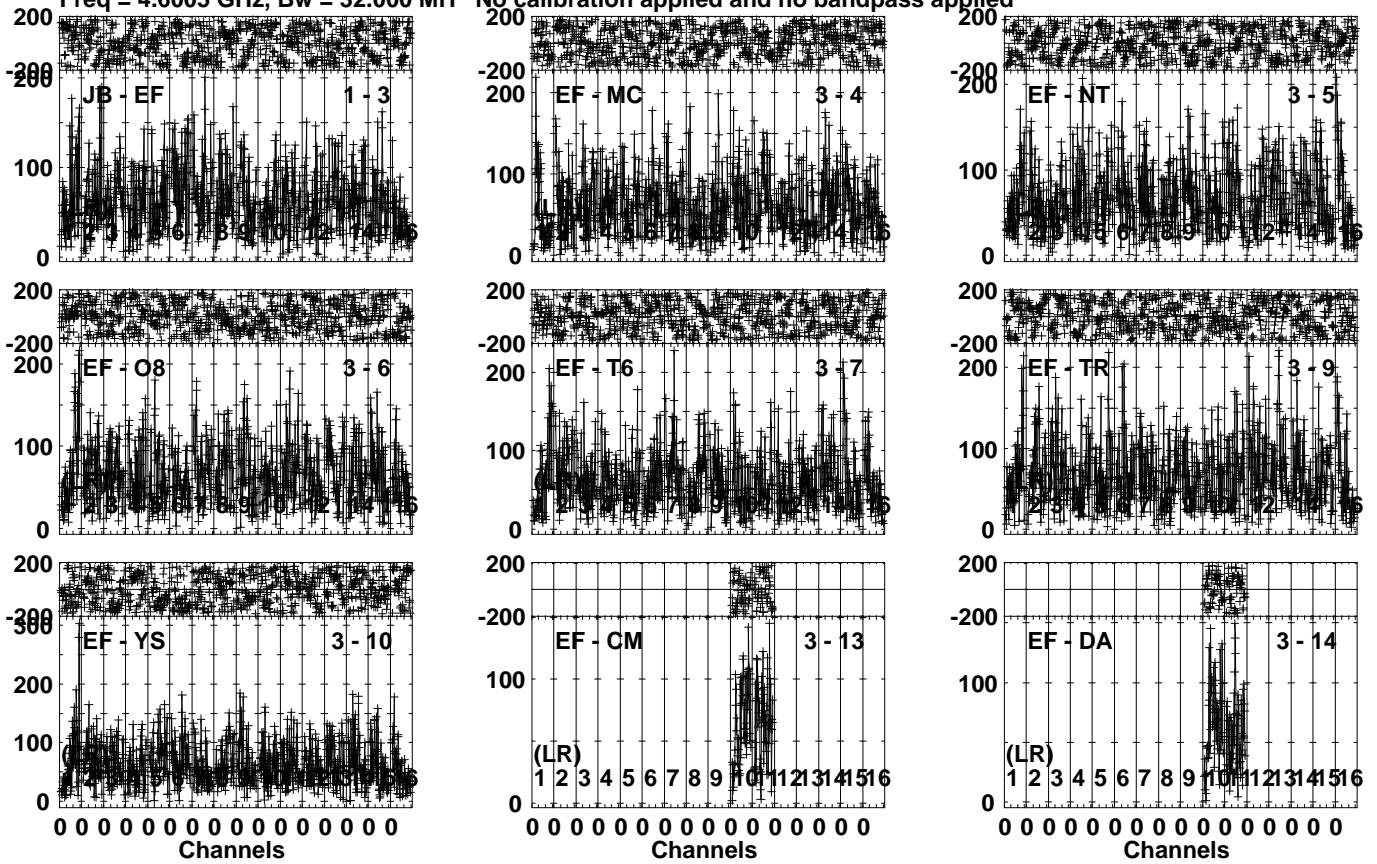 Freq = 4.6005 GHz, Bw = 32.000 MH No calibration applied and no bandpass applied
200 200 200
-200 -200 -200
200 JB - EF 1 - 3
100
0
200 EF - MC 3 - 4
100
0
200 EF - NT 3 - 5
100
0
200 200 200
-200 -200 -200
200 EF - O8 3 - 6
100
0
200 EF - T6 3 - 7
100
0
200 EF - TR 3 - 9
100
0
200 200 200
-200 -200 -200
300 EF - YS 3 - 10
200
100
0
EF - CM 3 - 13
100
(LR)
1 2 3 4 5 6 7 8 9 10 11 12 13 14 15 16
0
EF - DA 3 - 14
100
(LR)
1 2 3 4 5 6 7 8 9 10 11 12 13 14 15 16
0
0 0 0 0 0 0 0 0 0 0 0 0 0 0 0 0
0 0 0 0 0 0 0 0 0 0 0 0 0 0 0 0
0 0 0 0 0 0 0 0 0 0 0 0 0 0 0 0
Channels Channels Channels